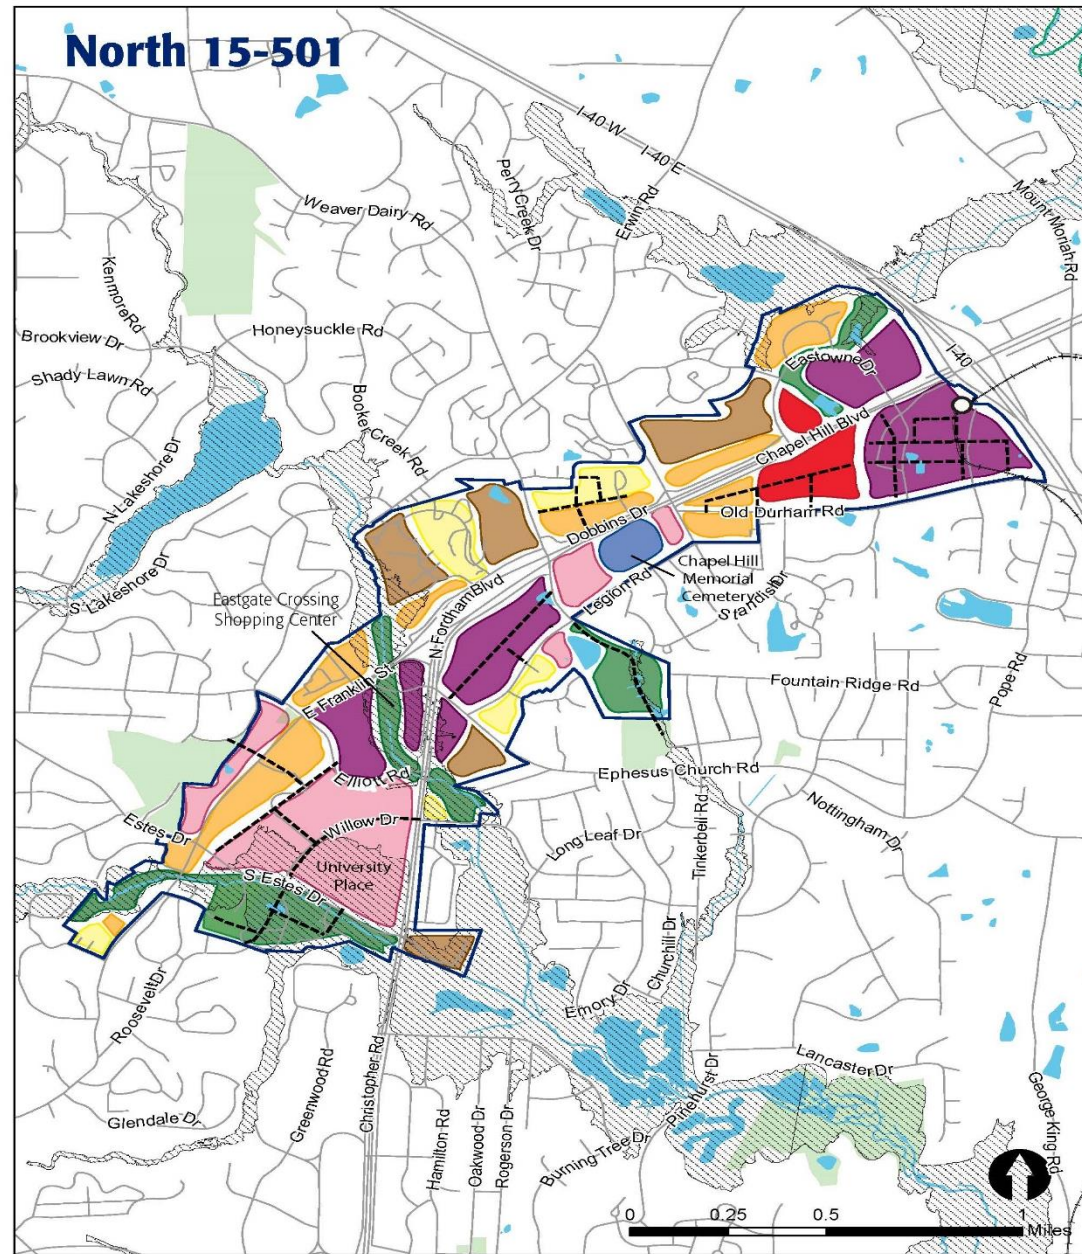 North 15-501
I-40 W
I-40 E
Perry Creek Dr
Erwin Rd
Mount Moriah Rd
Weaver Dairy Rd
Kenmore Rd
Honeysuckle Rd
Brookview Dr
Shady Lawn Rd
I-40
Eastowne Dr
Booker Creek Rd
N Lakeshore Dr
Chapel Hill Blvd
Old Durham Rd
Dobbins Dr
Chapel Hill
Memorial
Cemetery
Legion Rd
Standish Dr
S Lakeshore Dr
Eastgate Crossing
Shopping Center
N Fordham Blvd
E Franklin St
Fountain Ridge Rd
Pope Rd
Elliott Rd
Ephesus Church Rd
Nottingham Dr
Estes Dr
Willow Dr
Long Leaf Dr
Tinkerbell Rd
University
Place
S Estes Dr
Churchill Dr
Roosevelt Dr
Emory Dr
Greenwood Rd
Christopher Rd
Lancaster Dr
Pinehurst Dr
George King Rd
Glendale Dr
Hamilton Rd
Oakwood Dr
Rogerson Dr
Burning Tree Dr
0 0.25 0.5 1
Miles